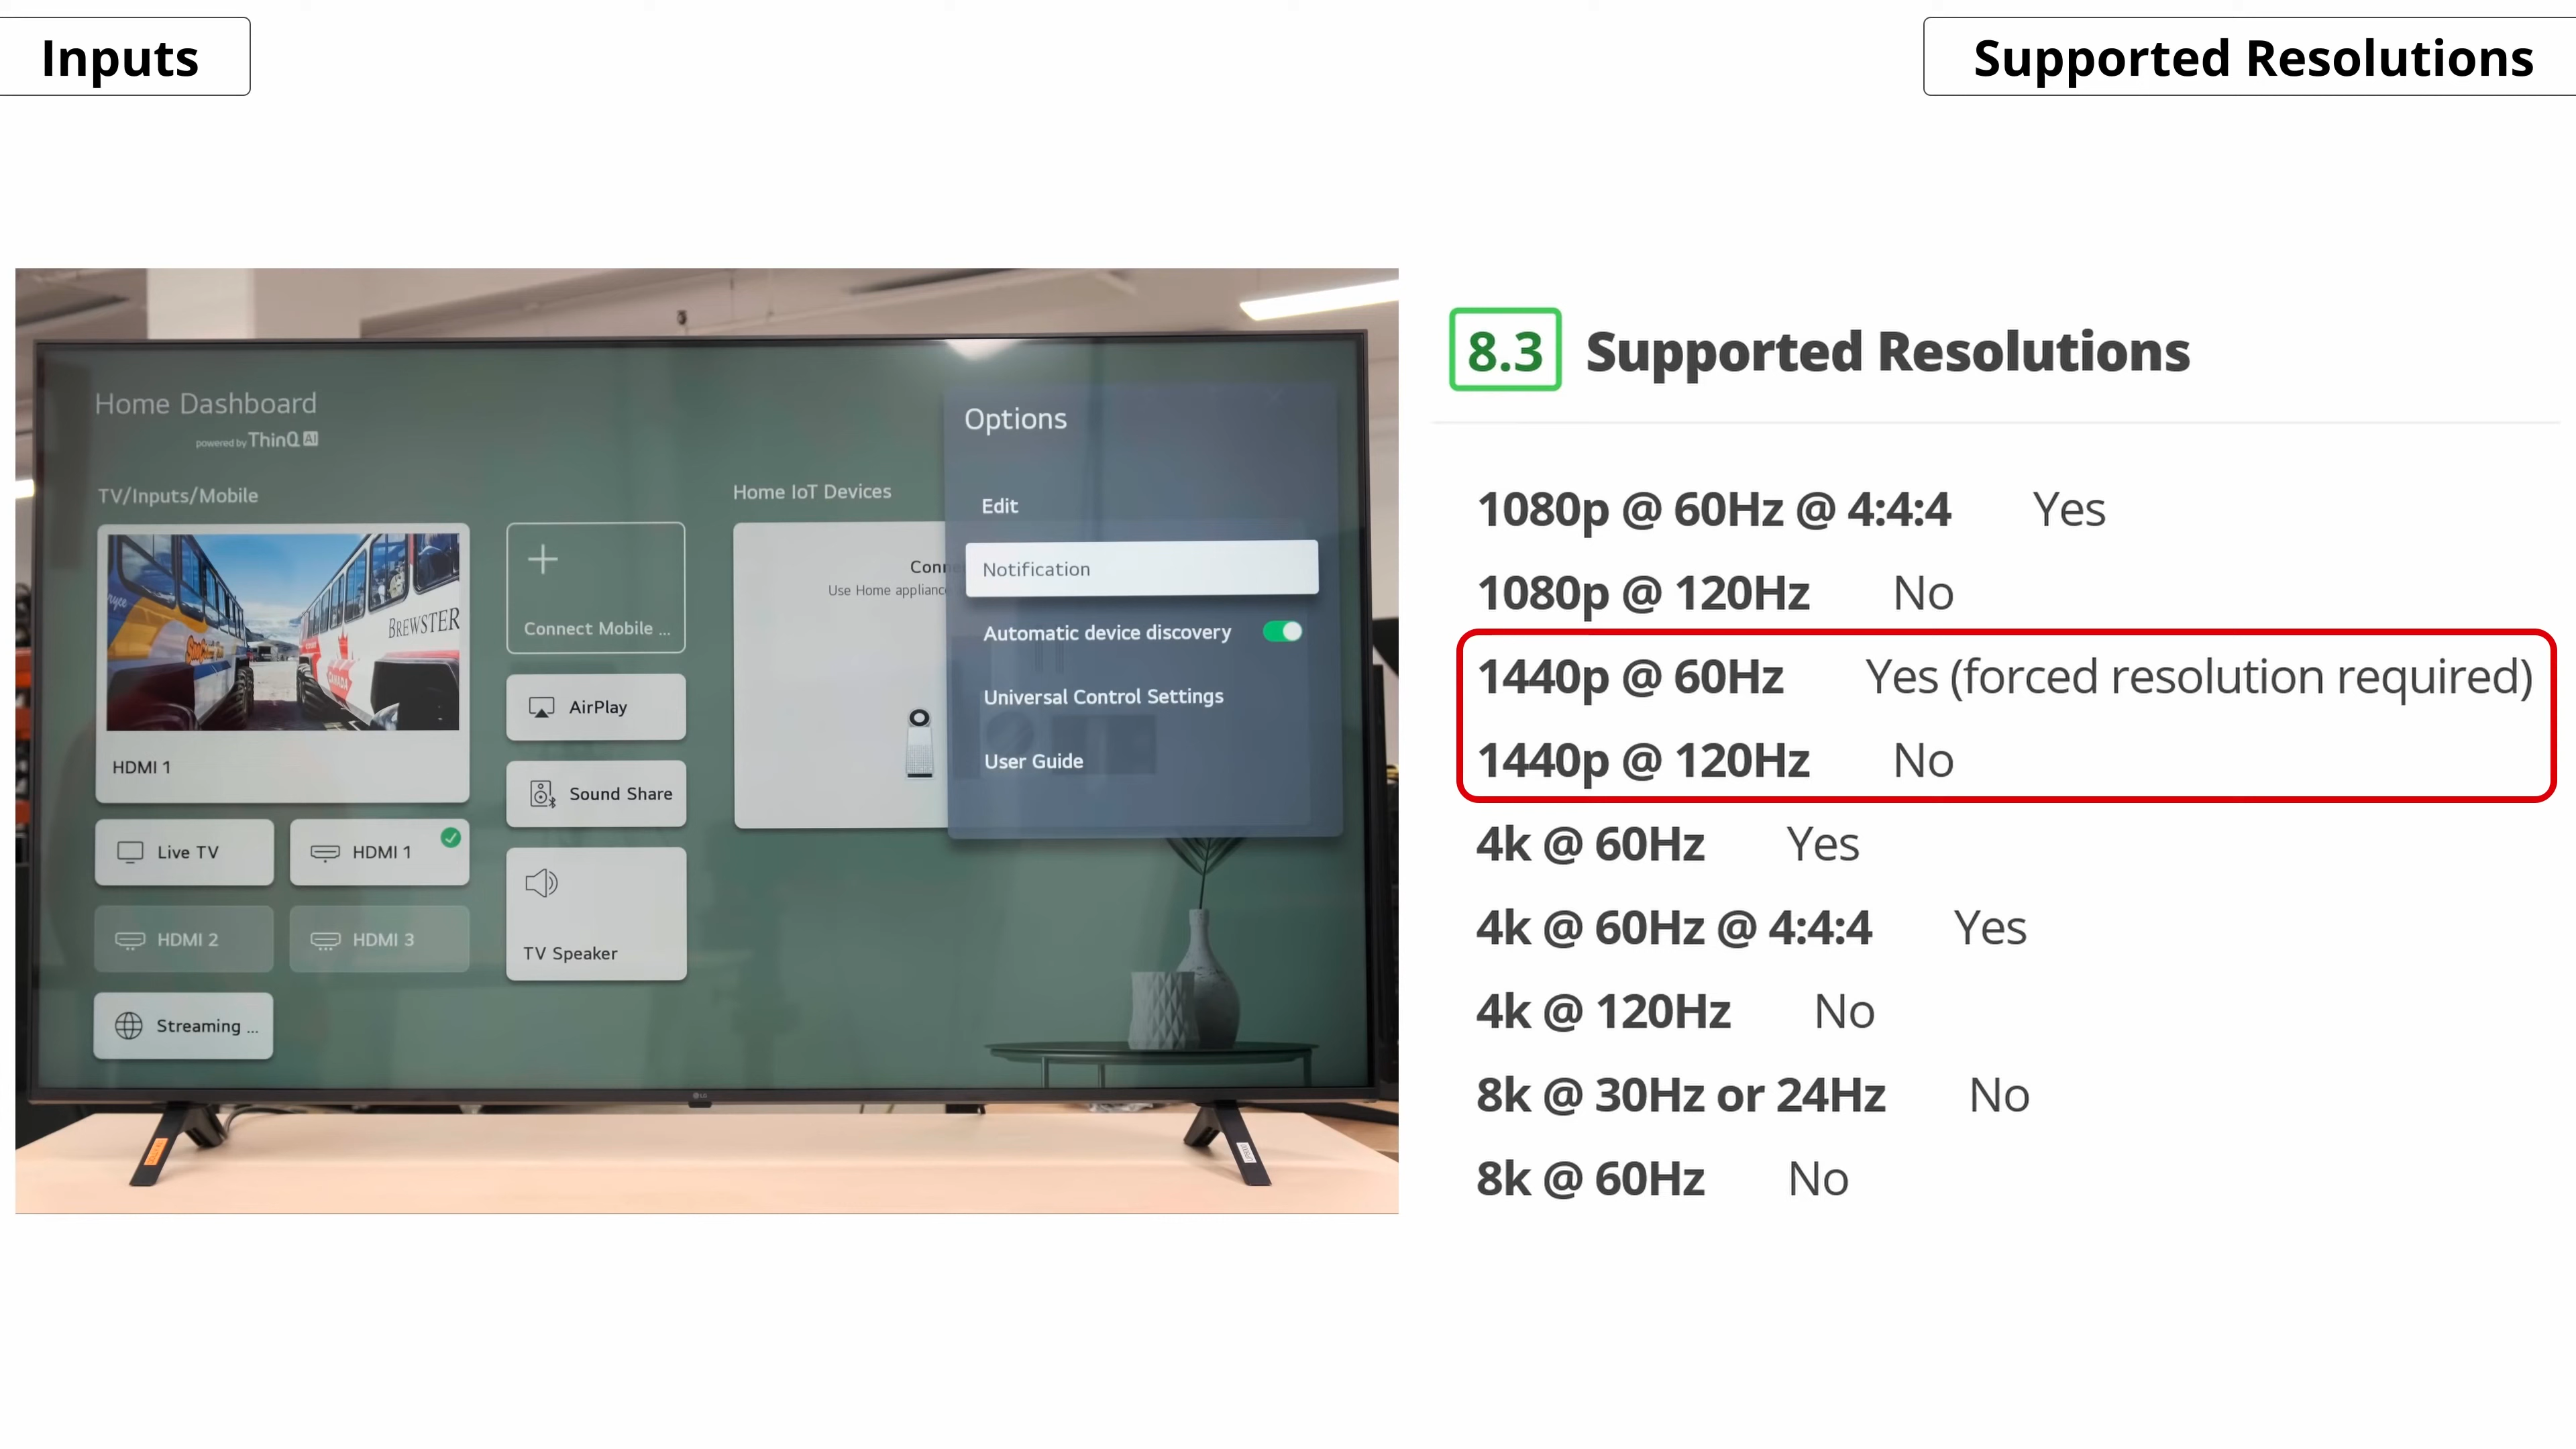 Inputs
Supported Resolutions
Home Dashboard
powered by ThinQ AI
TV/Inputs/Mobile
BREWSTER
CANADA
HDMI 1
Live TV
HDMI 1
HDMI 2
HDMI 3
Streaming ...
Connect Mobile ...
AirPlay
Sound Share
TV Speaker
Home IoT Devices
Use Home
Options
Edit
Notification
Automatic device discovery
Universal Control Settings
User Guide
LG
8.3 Supported Resolutions
1080p @ 60Hz @ 4:4:4 Yes
1080p @ 120Hz No
1440p @ 60Hz Yes (forced resolution required)
1440p @ 120Hz No
4k @ 60Hz Yes
4k @ 60Hz @ 4:4:4 Yes
4k @ 120Hz No
8k @ 30Hz or 24Hz No
8k @ 60Hz No